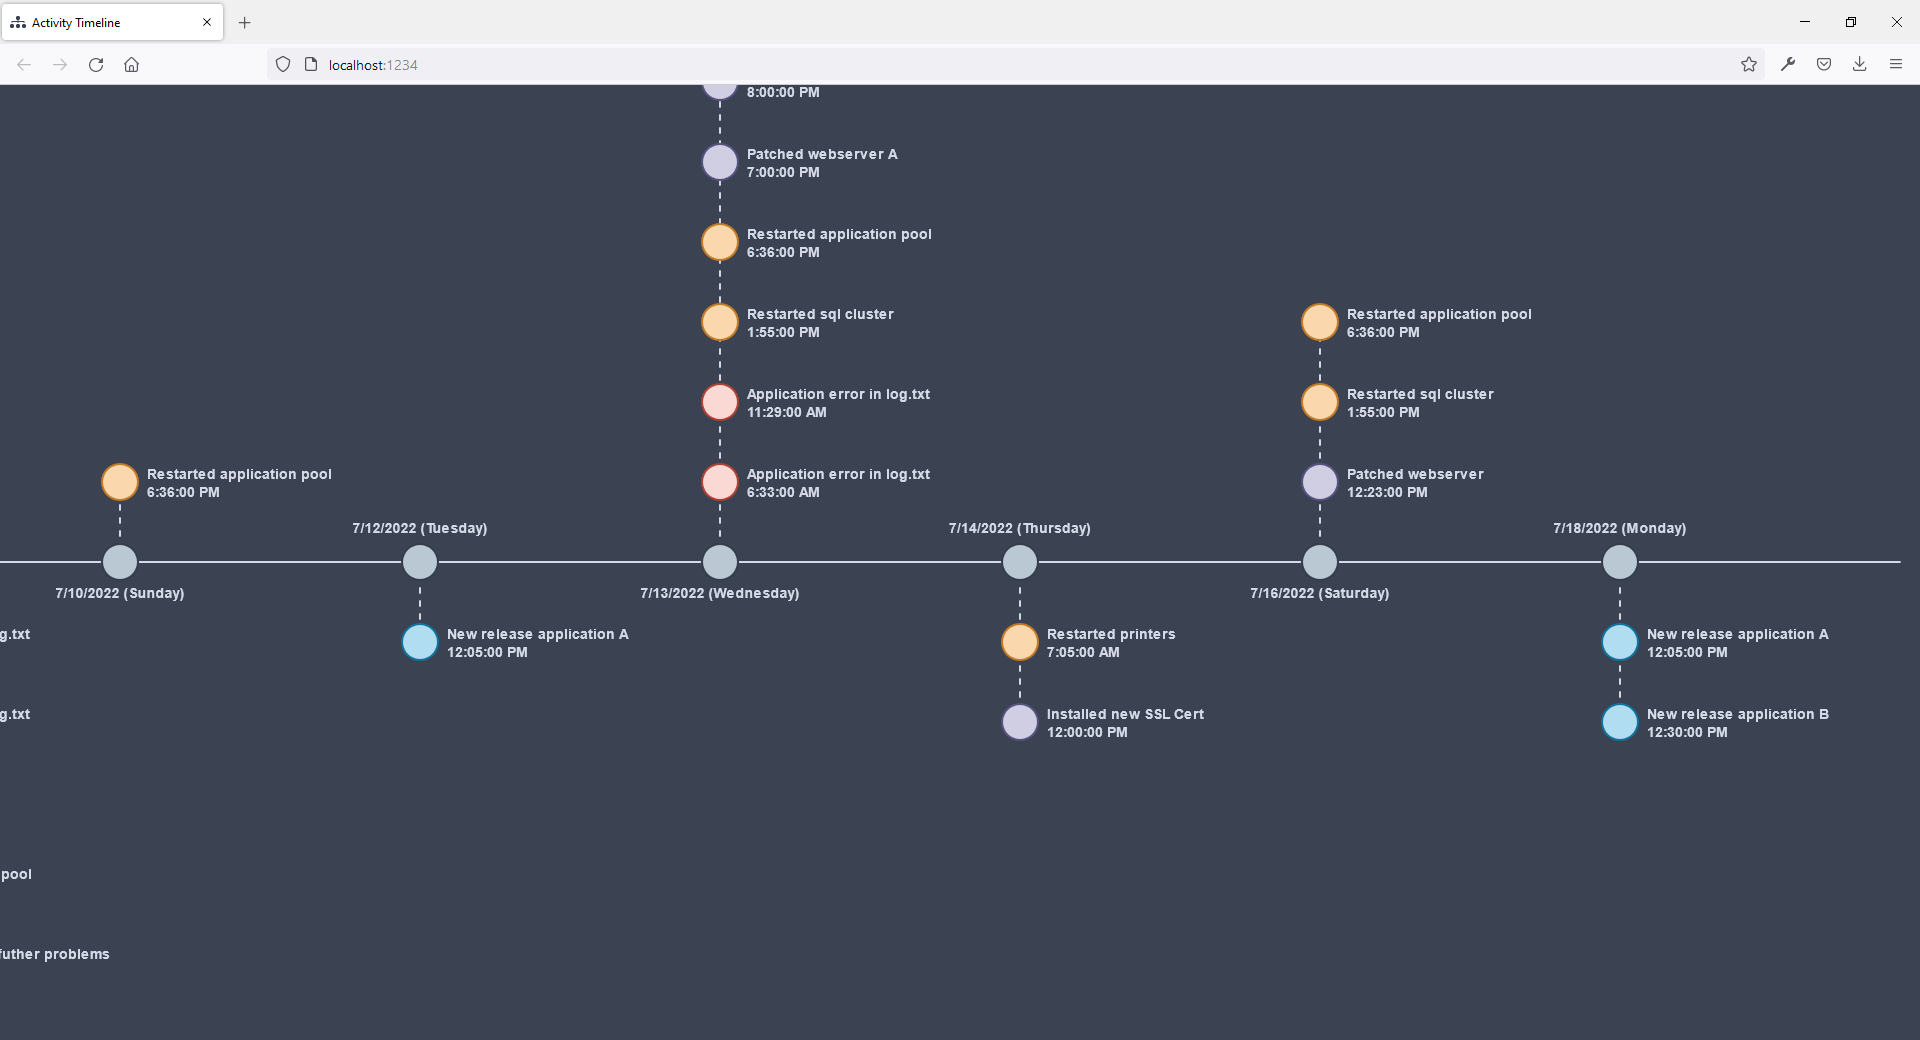 Activity Timeline
localhost:1234
8:00:00 PM
Patched webserver A
7:00:00 PM
Restarted application pool
6:36:00 PM
Restarted sql cluster
1:55:00 PM
Application error in log.txt
11:29:00 AM
Application error in log.txt
6:33:00 AM
Restarted application pool
6:36:00 PM
Restarted sql cluster
1:55:00 PM
Patched webserver
12:23:00 PM
Restarted application pool
6:36:00 PM
7/12/2022 (Tuesday)
7/14/2022 (Thursday)
7/18/2022 (Monday)
7/10/2022 (Sunday)
7/13/2022 (Wednesday)
7/16/2022 (Saturday)
g.txt
g.txt
pool
futher problems
New release application A
12:05:00 PM
Restarted printers
7:05:00 AM
Installed new SSL Cert
12:00:00 PM
New release application A
12:05:00 PM
New release application B
12:30:00 PM